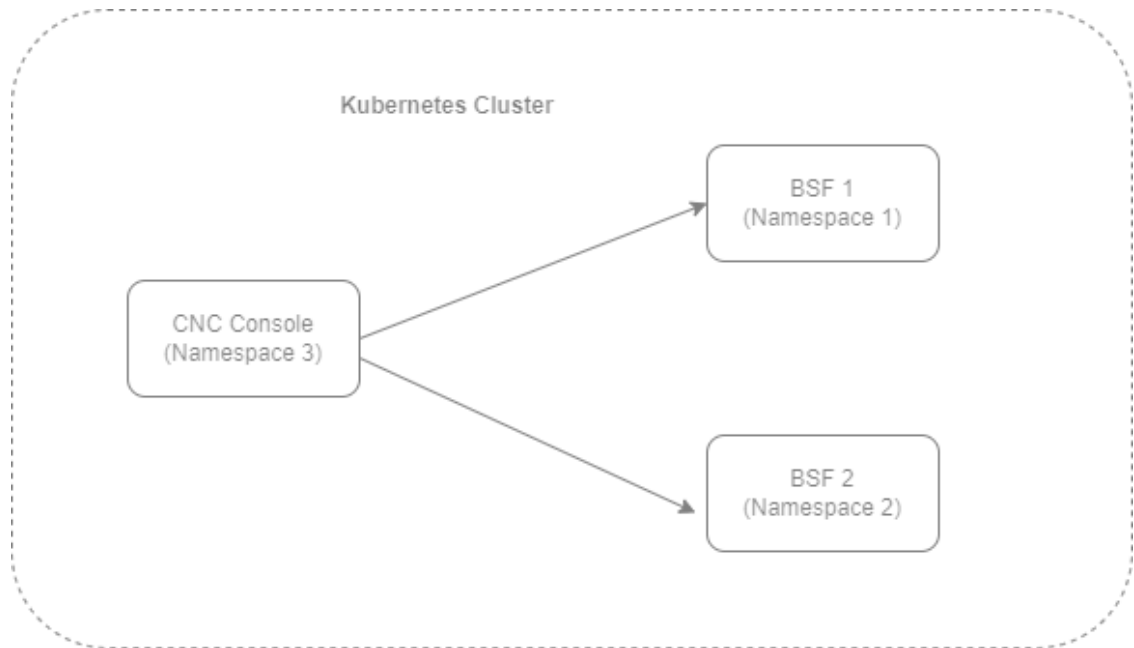 Kubernetes Cluster
BSF 1
(Namespace 1)
CNC Console
(Namespace 3)
BSF 2
(Namespace 2)